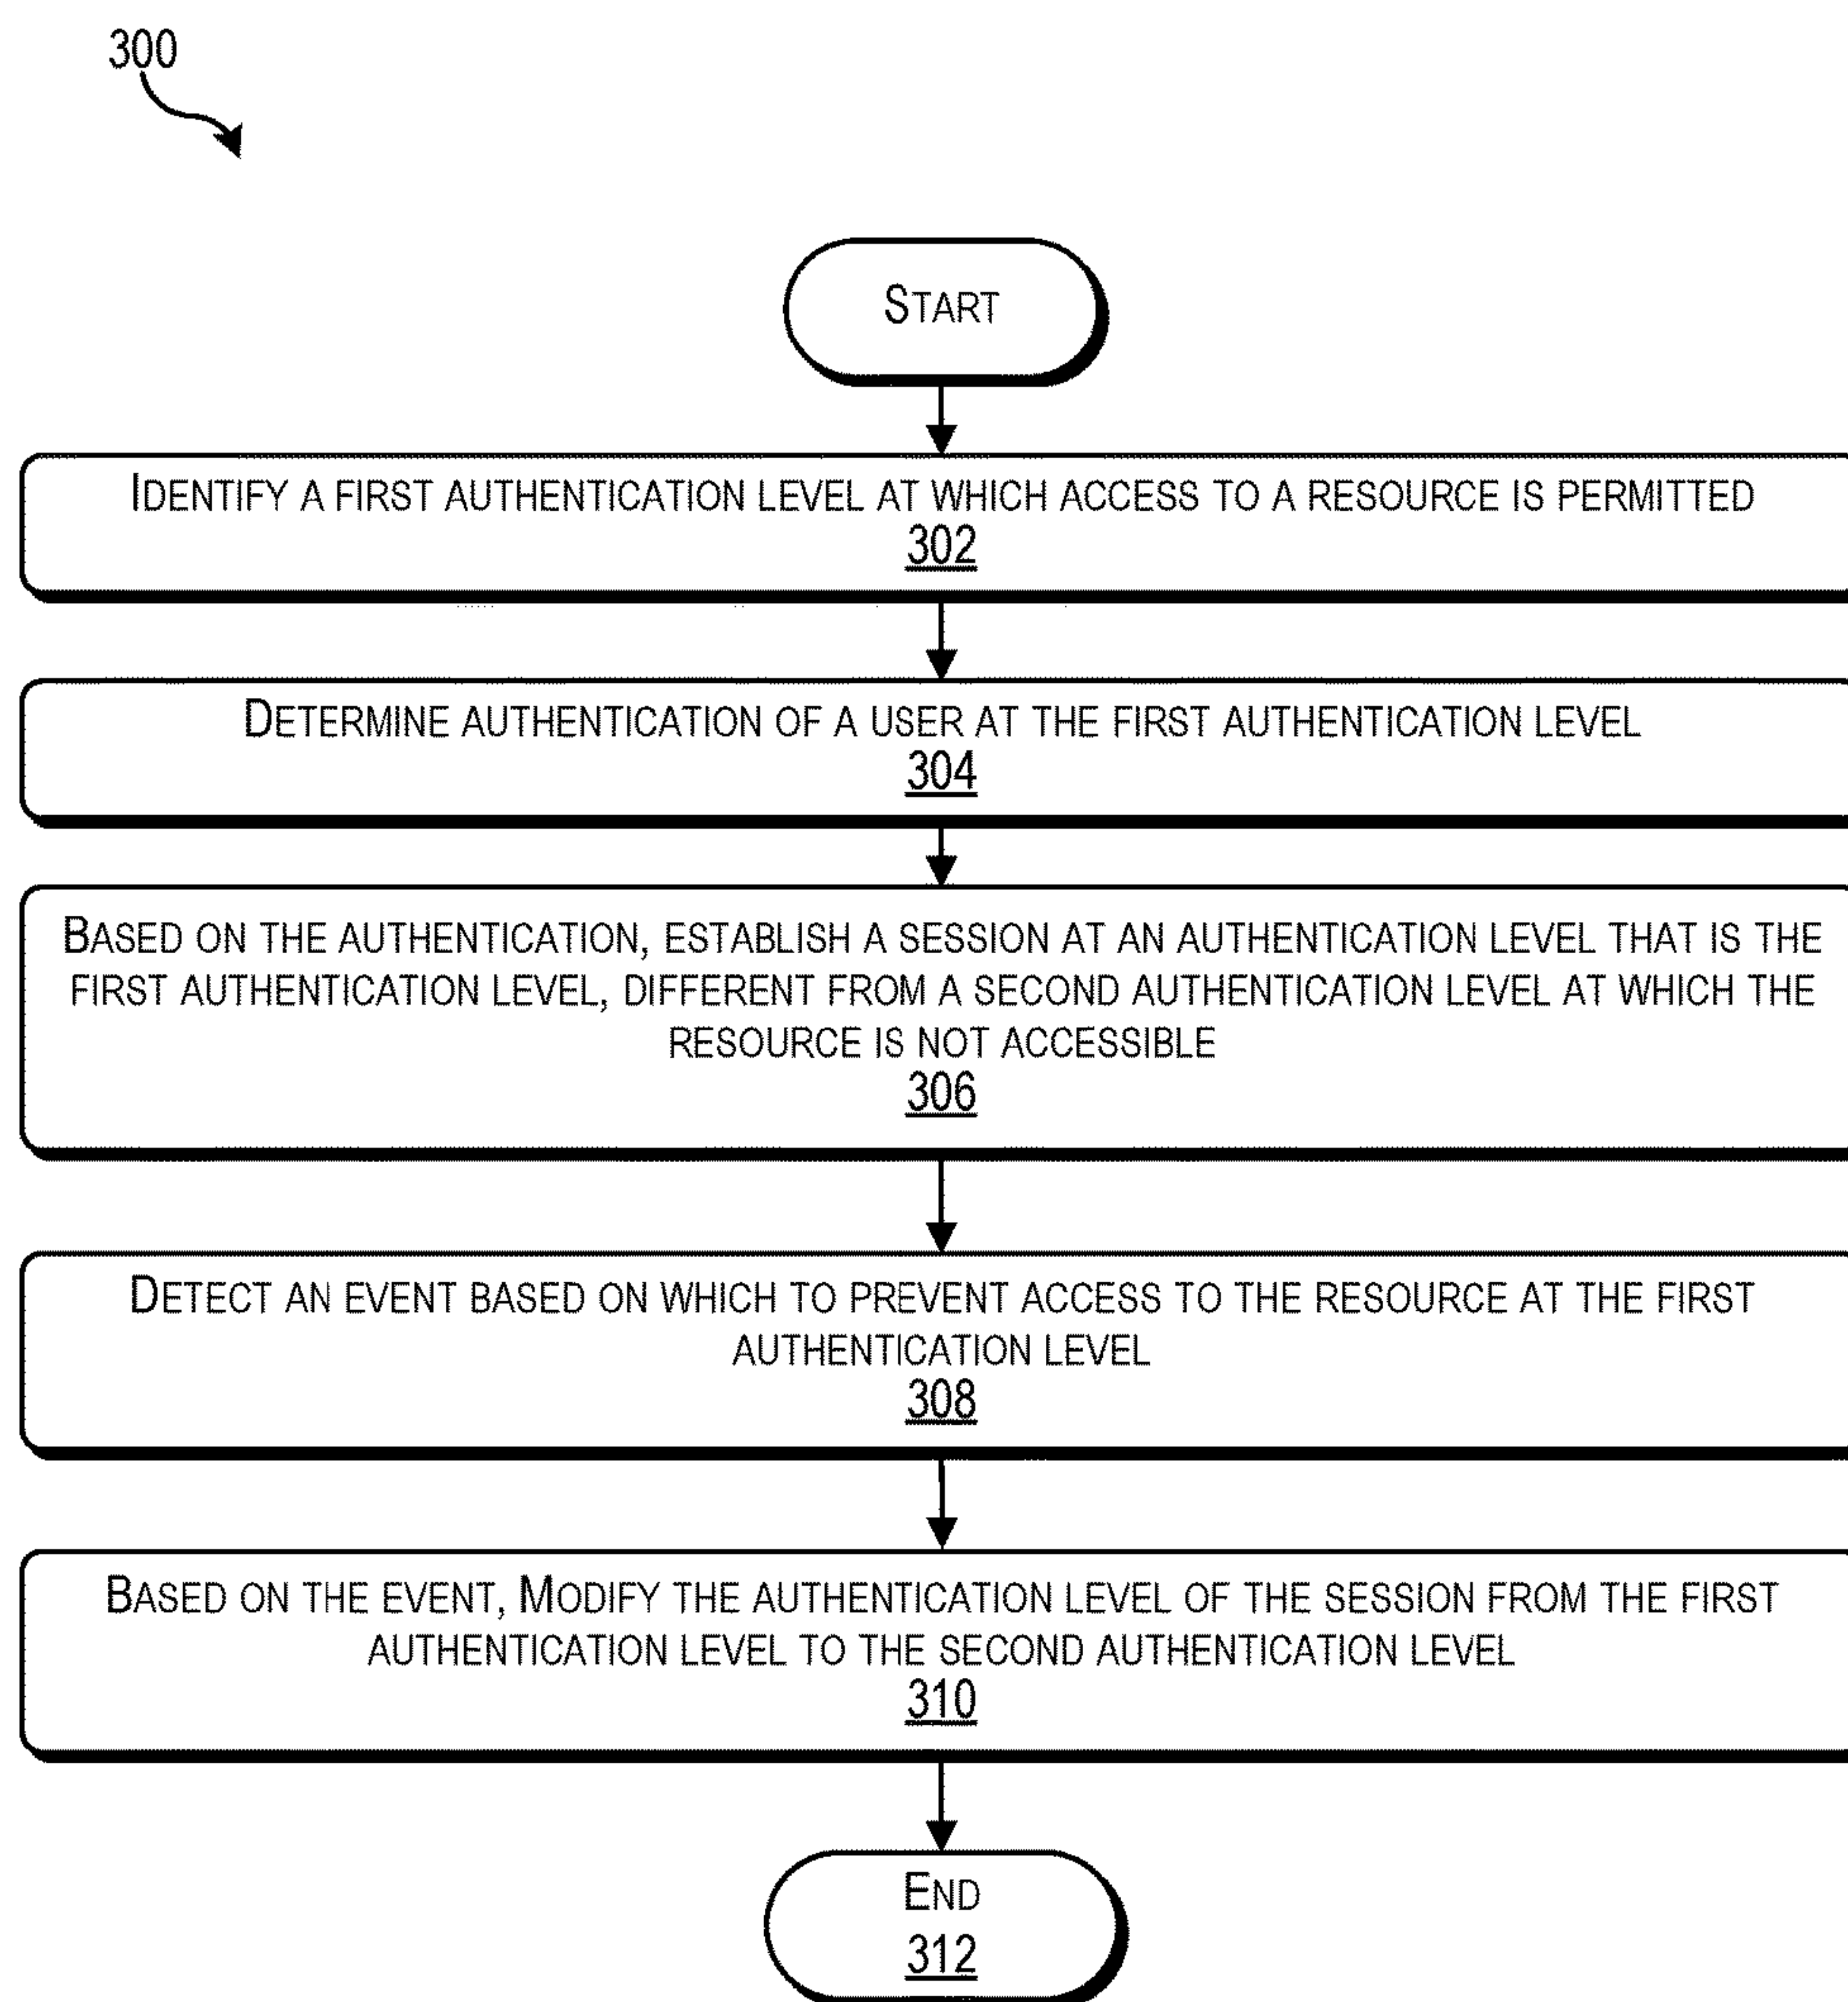 300
START
IDENTIFY A FIRST AUTHENTICATION LEVEL AT WHICH ACCESS TO A RESOURCE IS PERMITTED
302
DETERMINE AUTHENTICATION OF A USER AT THE FIRST AUTHENTICATION LEVEL
304
BASED ON THE AUTHENTICATION, ESTABLISH A SESSION AT AN AUTHENTICATION LEVEL THAT IS THE
FIRST AUTHENTICATION LEVEL, DIFFERENT FROM A SECOND AUTHENTICATION LEVEL AT WHICH THE
RESOURCE IS NOT ACCESSIBLE
306
DETECT AN EVENT BASED ON WHICH TO PREVENT ACCESS TO THE RESOURCE AT THE FIRST
AUTHENTICATION LEVEL
308
BASED ON THE EVENT, MODIFY THE AUTHENTICATION LEVEL OF THE SESSION FROM THE FIRST
AUTHENTICATION LEVEL TO THE SECOND AUTHENTICATION LEVEL
310
END
312